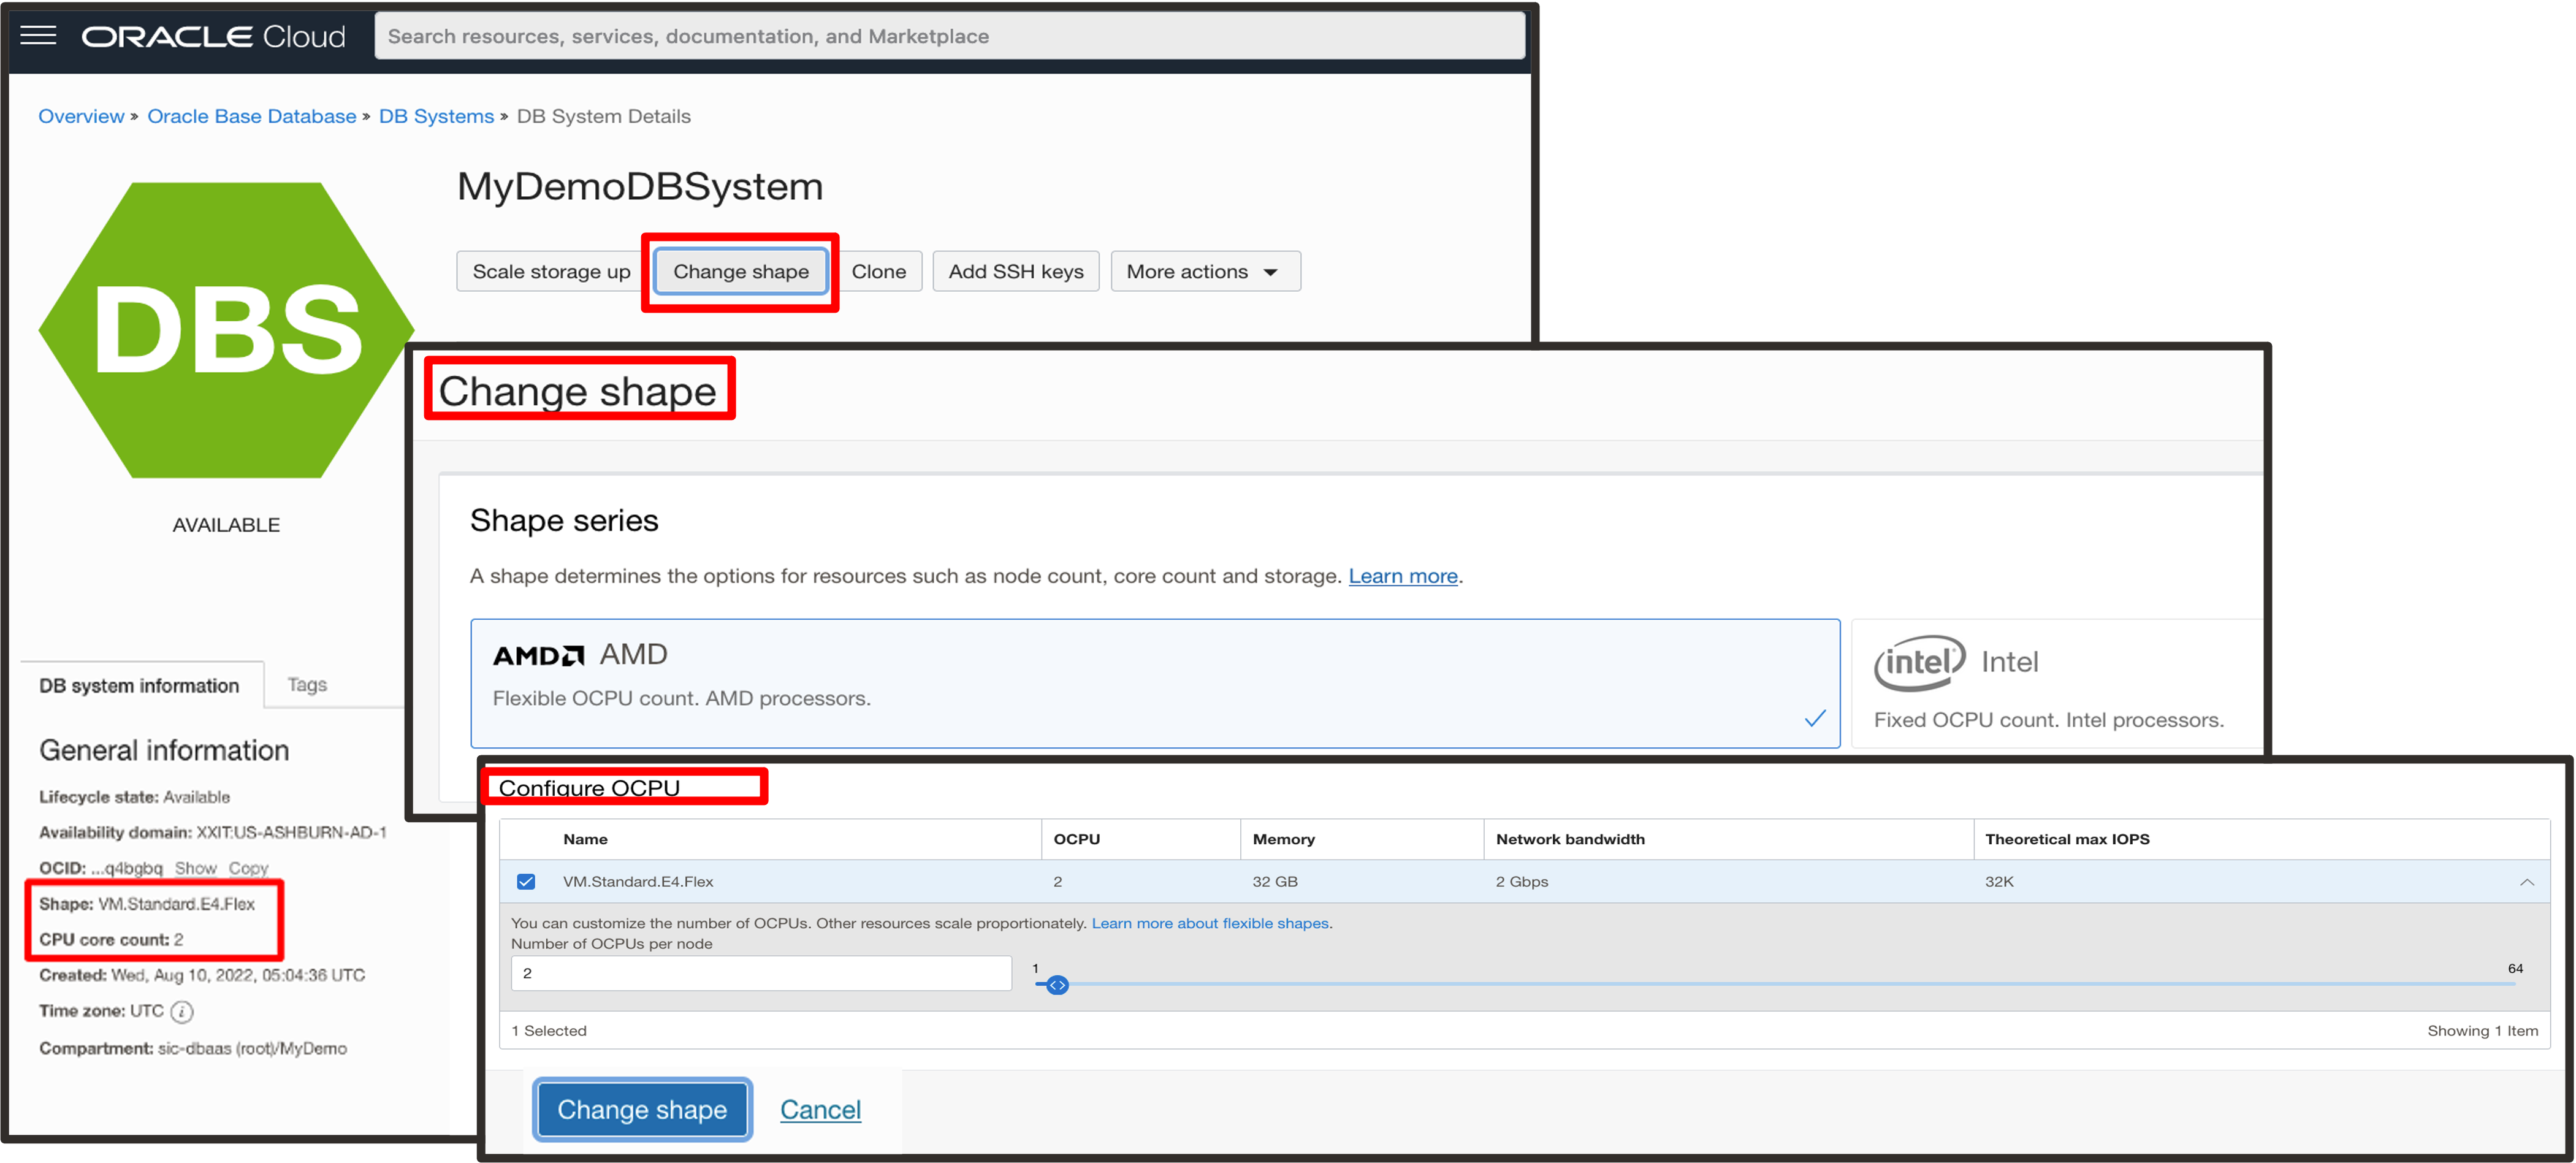 ORACLE Cloud
Search resources, services, documentation, and Marketplace
Overview » Oracle Base Database » DB Systems » DB System Details
MyDemoDBSystem
Scale storage up
Change shape
Clone
Add SSH keys
More actions
DBS
AVAILABLE
DB system information
Tags
General information
Lifecycle state: Available
Availability domain: XXIT:US-ASHBURN-AD-1
OCID: ...q4bgbq Show Copy
Shape: VM.Standard.E4.Flex
CPU core count: 2
Created: Wed, Aug 10, 2022, 05:04:36 UTC
Time zone: UTC i
Compartment: sic-dbaas (root)/MyDemo
Change shape
Shape series
A shape determines the options for resources such as node count, core count and storage. Learn more.
AMD AMD
Flexible OCPU count. AMD processors.
intel Intel
Fixed OCPU count. Intel processors.
Configure OCPU
Name OCPU Memory Network bandwidth Theoretical max IOPS
VM.Standard.E4.Flex 2 32 GB 2 Gbps 32K
You can customize the number of OCPUs. Other resources scale proportionately. Learn more about flexible shapes.
Number of OCPUs per node
2
1
64
1 Selected
Showing 1 Item
Change shape
Cancel